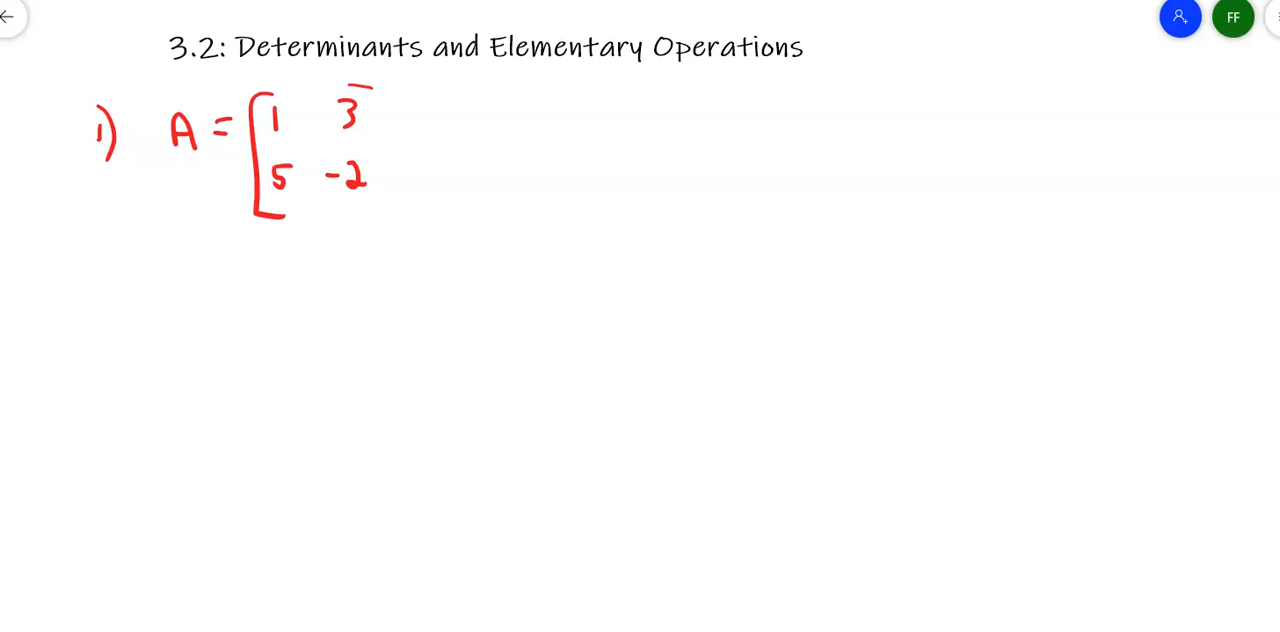 FF
3.2: Determinants and Elementary Operations
1) A = [ 1 3
5 -2